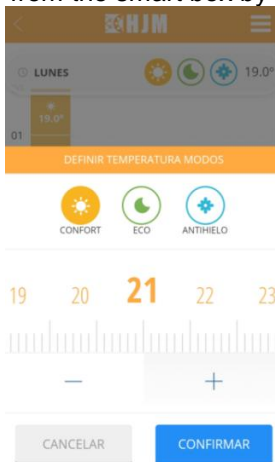 from the smart box by
HJM
LUNES 19.0°
19.0°
01
DEFINIR TEMPERATURA MODOS
CONFORT ECO ANTIHIELO
19 20 21 22 23
− +
CANCELAR CONFIRMAR